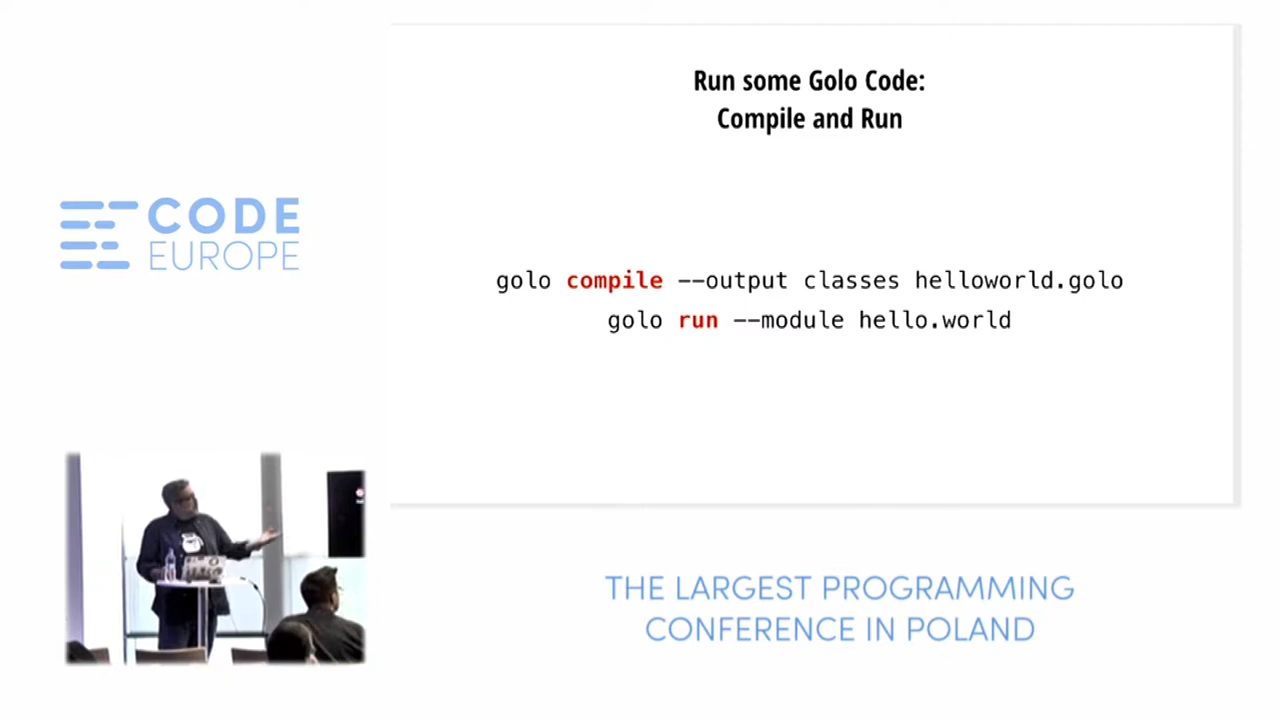 Run some Golo Code:
Compile and Run
CODE
EUROPE
golo compile --output classes helloworld.golo
golo run --module hello.world
THE LARGEST PROGRAMMING
CONFERENCE IN POLAND